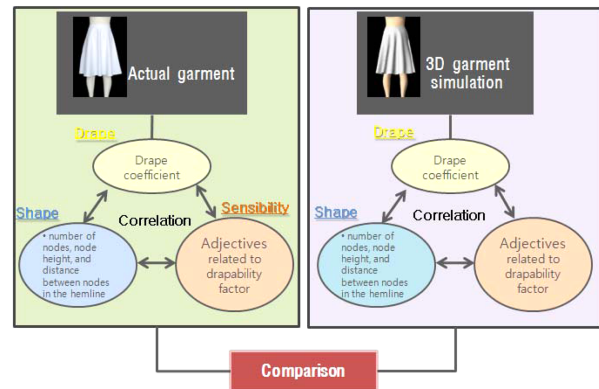 Actual garment
Drape
Drape
coefficient
Shape
Correlation
Sensibility
• number of
nodes, node
height, and
distance
between nodes
in the hemline
Adjectives
related to
drapability
factor
3D garment
simulation
Drape
Drape
coefficient
Shape
Correlation
• number of
nodes, node
height, and
distance
between nodes
in the hemline
Adjectives
related to
drapability
factor
Comparison